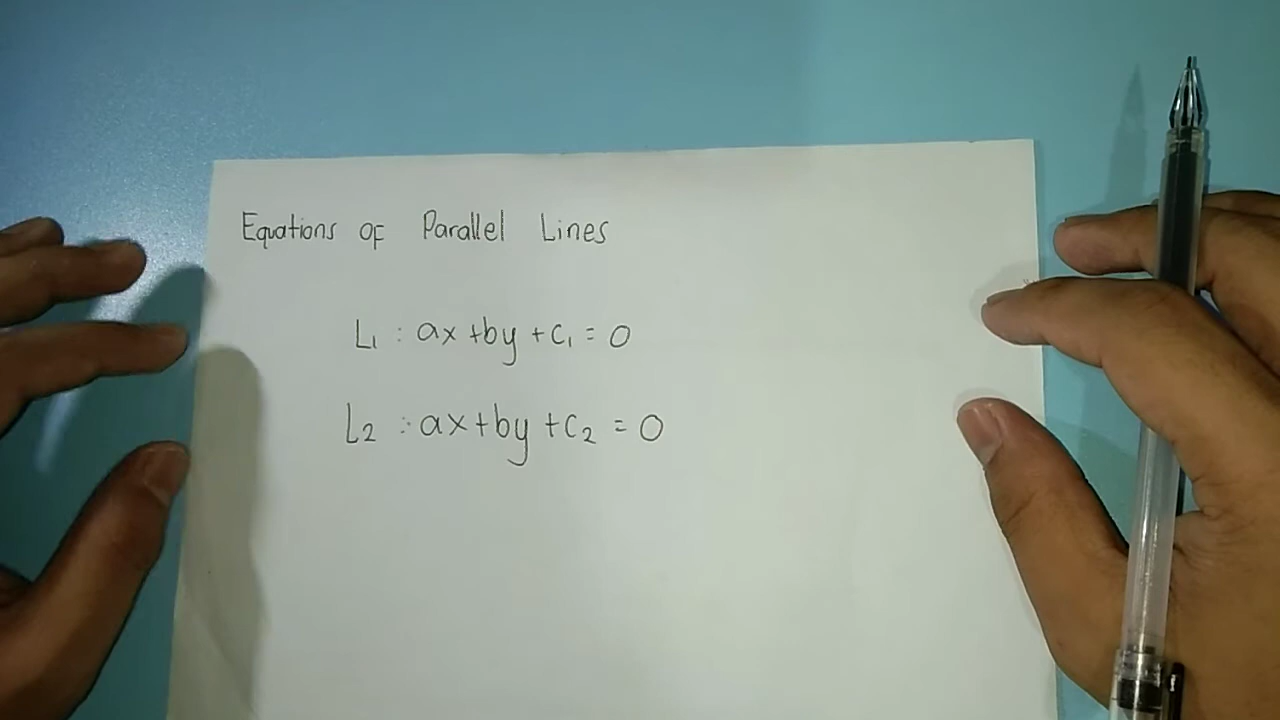 Equations of Parallel Lines
L₁ : ax+by+c₁ = 0
L₂ : ax+by+c₂ = 0